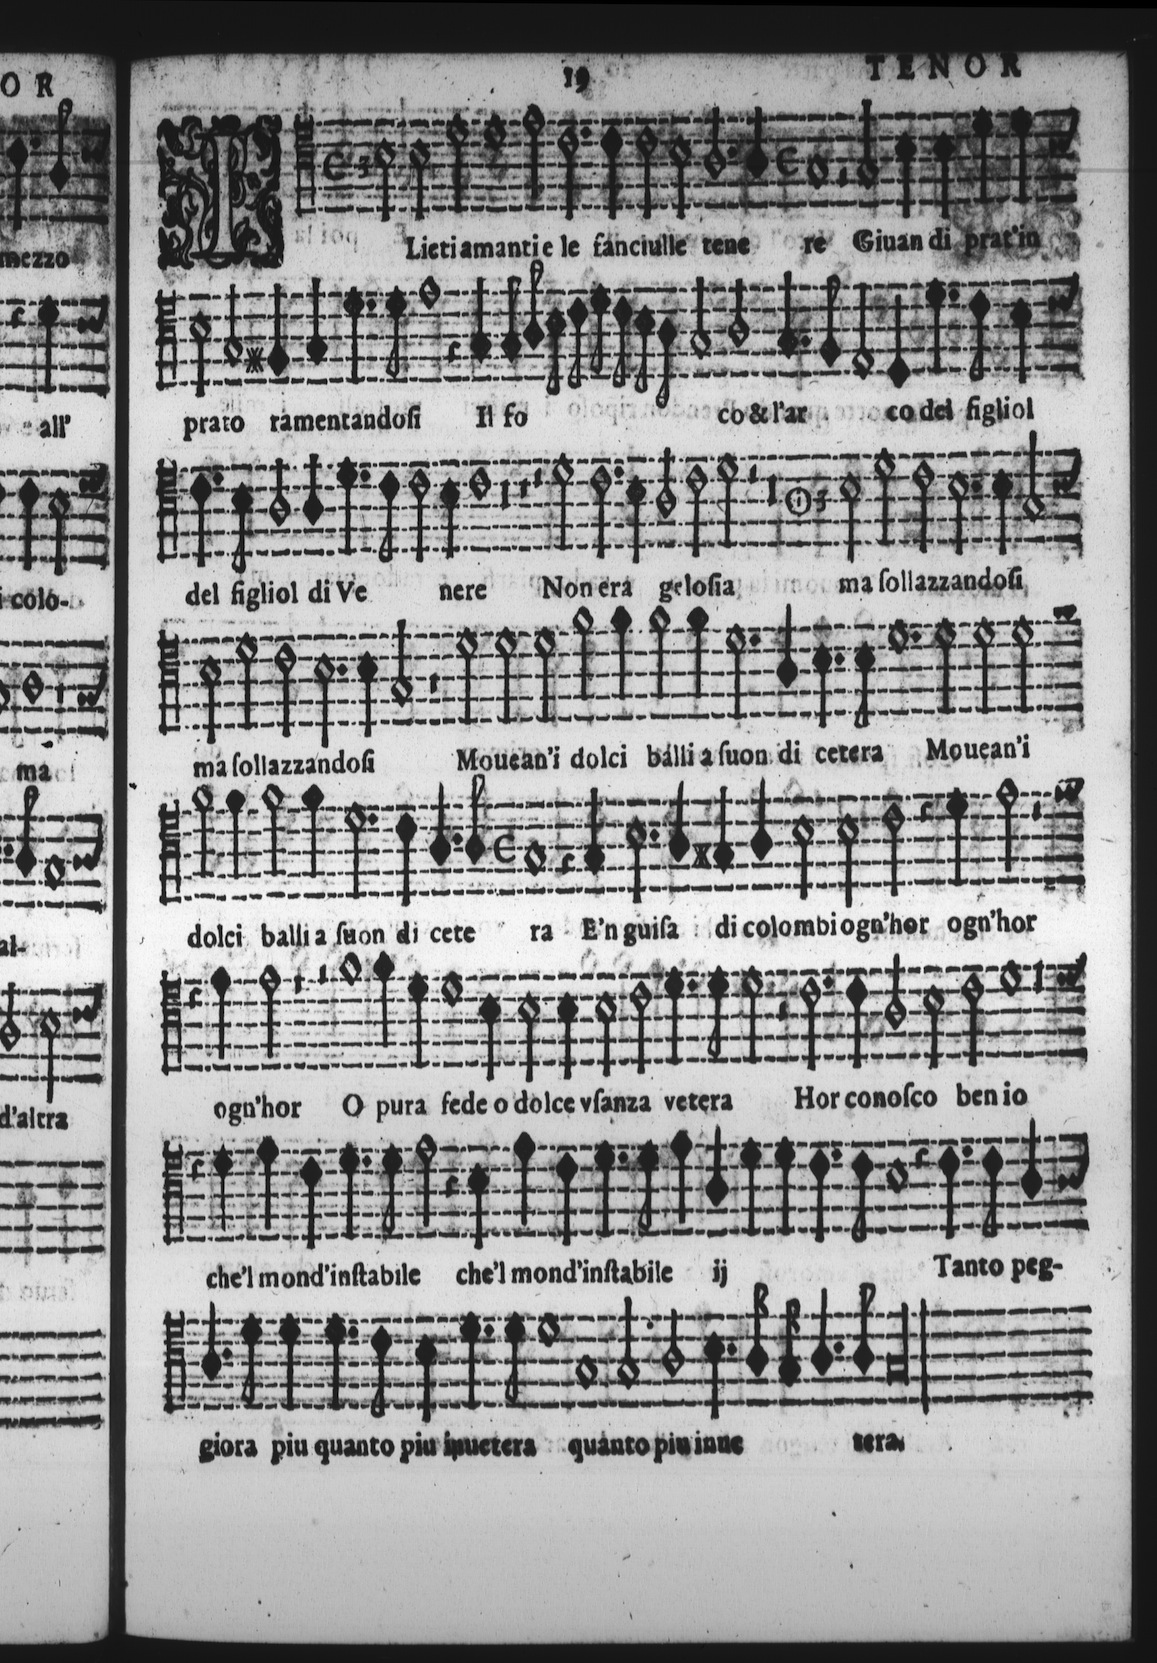 OR
mezzo
all'
i colo-
ma
al-
d'altra
19
TENOR
I Lieti amanti e le fanciulle tene re Giuan di prat'in
prato ramentandosi Il fo co & l'ar co del figliol
del figliol di Ve nere Non era gelosia ma sollazzandosi
ma sollazzandosi Mouean'i dolci balli a suon di cetera Mouean'i
dolci balli a suon di cete ra E'n guisa di colombi ogn'hor ogn'hor
ogn'hor O pura fede o dolce vsanza vetera Hor conosco ben io
che'l mond'instabile che'l mond'instabile ij Tanto peg-
giora piu quanto piu inuetera quanto piu inue tera.